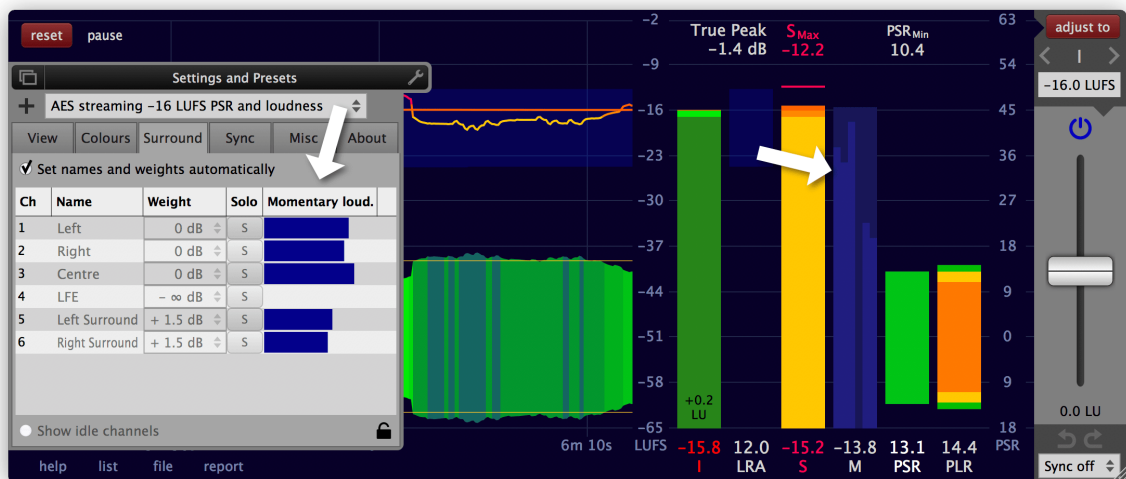 reset pause
Settings and Presets
AES streaming -16 LUFS PSR and loudness
View Colours Surround Sync Misc About
Set names and weights automatically
Ch Name Weight Solo Momentary loud.
1 Left 0 dB S
2 Right 0 dB S
3 Centre 0 dB S
4 LFE - ∞ dB S
5 Left Surround + 1.5 dB S
6 Right Surround + 1.5 dB S
Show idle channels
help list file report
6m 10s
True Peak SMax PSRMin
-1.4 dB -12.2 10.4
-2
-9
-16
-23
-30
-37
-44
-51
-58
-65
LUFS
+0.2
LU
-15.8 12.0 -15.2 -13.8 13.1 14.4
I LRA S M PSR PLR
63
54
45
36
27
18
9
0
9
18
PSR
adjust to
I
-16.0 LUFS
0.0 LU
Sync off